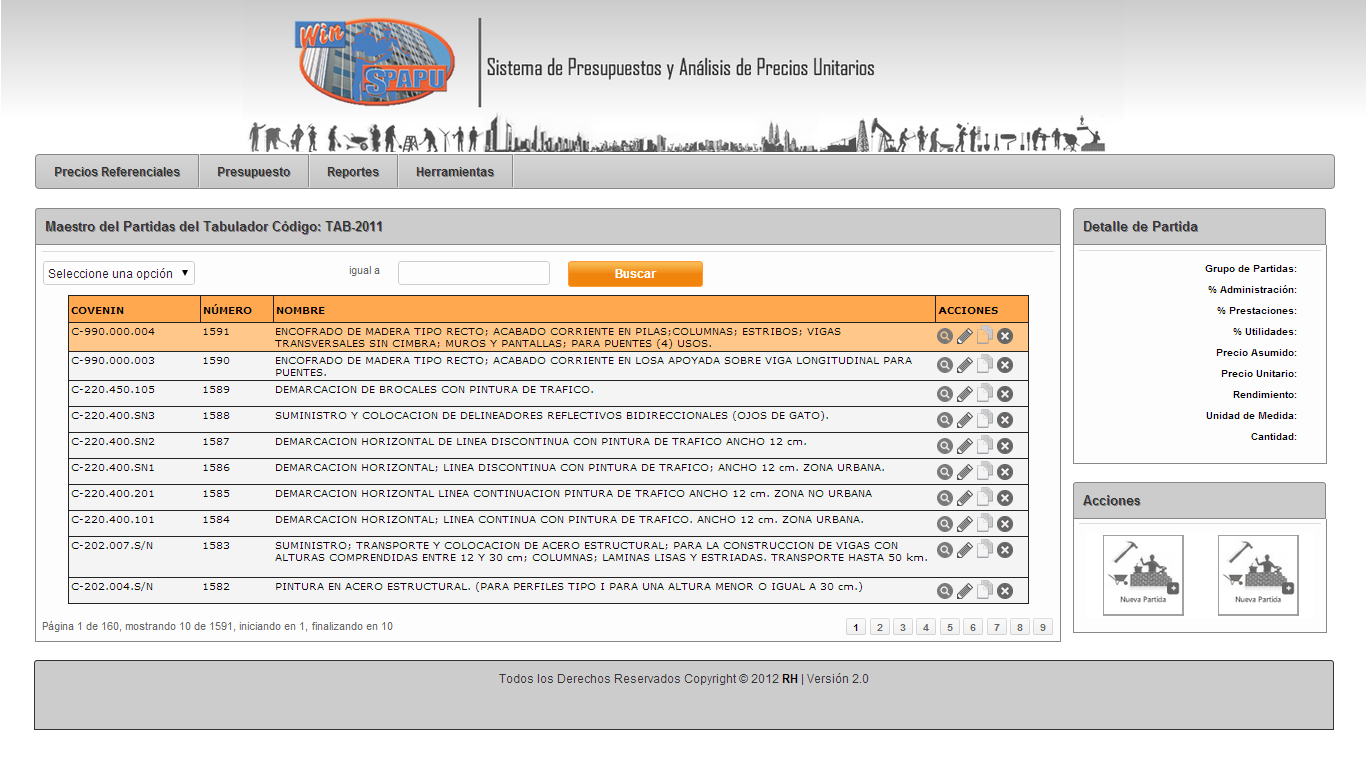 Win
SPAPU
Sistema de Presupuestos y Análisis de Precios Unitarios
Precios Referenciales
Presupuesto
Reportes
Herramientas
Maestro del Partidas del Tabulador Código: TAB-2011
Seleccione una opción
igual a
Buscar
COVENIN NÚMERO NOMBRE ACCIONES
C-990.000.004 1591 ENCOFRADO DE MADERA TIPO RECTO; ACABADO CORRIENTE EN PILAS;COLUMNAS; ESTRIBOS; VIGAS
TRANSVERSALES SIN CIMBRA; MUROS Y PANTALLAS; PARA PUENTES (4) USOS.
C-990.000.003 1590 ENCOFRADO DE MADERA TIPO RECTO; ACABADO CORRIENTE EN LOSA APOYADA SOBRE VIGA LONGITUDINAL PARA
PUENTES.
C-220.450.105 1589 DEMARCACION DE BROCALES CON PINTURA DE TRAFICO.
C-220.400.SN3 1588 SUMINISTRO Y COLOCACION DE DELINEADORES REFLECTIVOS BIDIRECCIONALES (OJOS DE GATO).
C-220.400.SN2 1587 DEMARCACION HORIZONTAL DE LINEA DISCONTINUA CON PINTURA DE TRAFICO ANCHO 12 cm.
C-220.400.SN1 1586 DEMARCACION HORIZONTAL; LINEA DISCONTINUA CON PINTURA DE TRAFICO; ANCHO 12 cm. ZONA URBANA.
C-220.400.201 1585 DEMARCACION HORIZONTAL LINEA CONTINUACION PINTURA DE TRAFICO ANCHO 12 cm. ZONA NO URBANA
C-220.400.101 1584 DEMARCACION HORIZONTAL; LINEA CONTINUA CON PINTURA DE TRAFICO. ANCHO 12 cm. ZONA URBANA.
C-202.007.S/N 1583 SUMINISTRO; TRANSPORTE Y COLOCACION DE ACERO ESTRUCTURAL; PARA LA CONSTRUCCION DE VIGAS CON
ALTURAS COMPRENDIDAS ENTRE 12 Y 30 cm; COLUMNAS; LAMINAS LISAS Y ESTRIADAS. TRANSPORTE HASTA 50 km.
C-202.004.S/N 1582 PINTURA EN ACERO ESTRUCTURAL. (PARA PERFILES TIPO I PARA UNA ALTURA MENOR O IGUAL A 30 cm.)
Página 1 de 160, mostrando 10 de 1591, iniciando en 1, finalizando en 10
1 2 3 4 5 6 7 8 9
Detalle de Partida
Grupo de Partidas:
% Administración:
% Prestaciones:
% Utilidades:
Precio Asumido:
Precio Unitario:
Rendimiento:
Unidad de Medida:
Cantidad:
Acciones
Nueva Partida
Nueva Partida
Todos los Derechos Reservados Copyright © 2012 RH | Versión 2.0